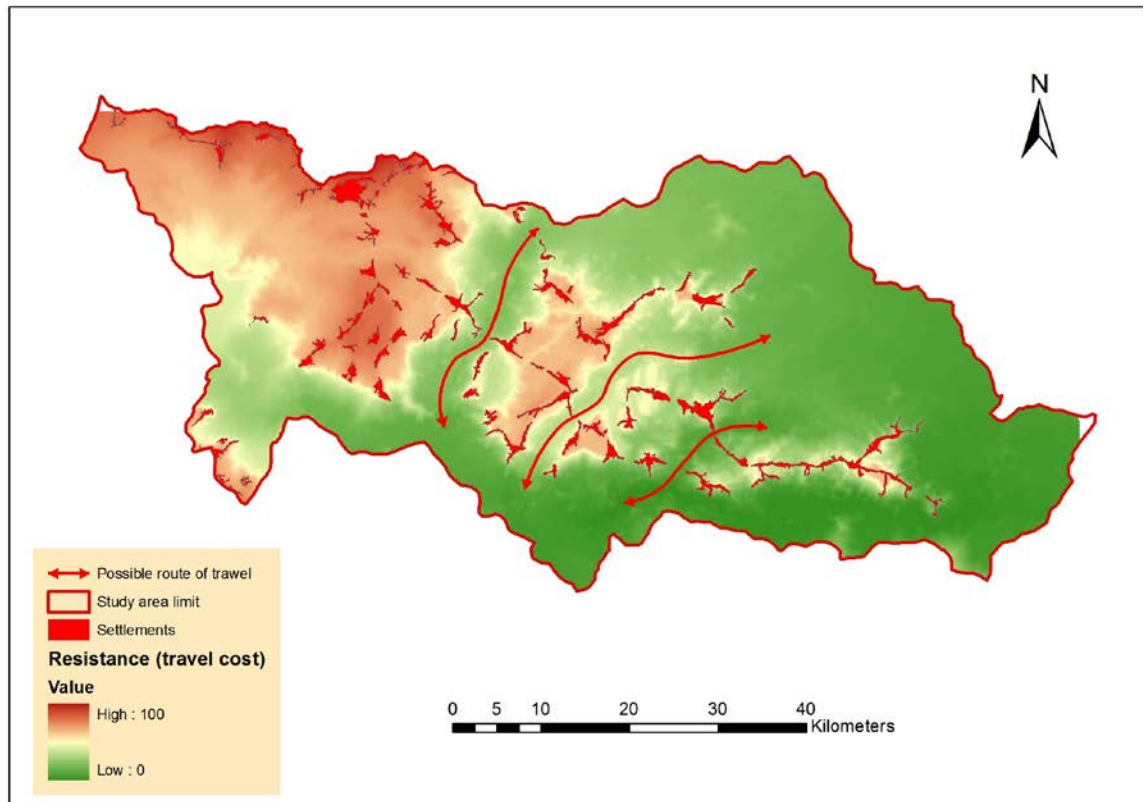 N
Possible route of trawel
Study area limit
Settlements
Resistance (travel cost)
Value
High : 100
Low : 0
0 5 10 20 30 40
Kilometers